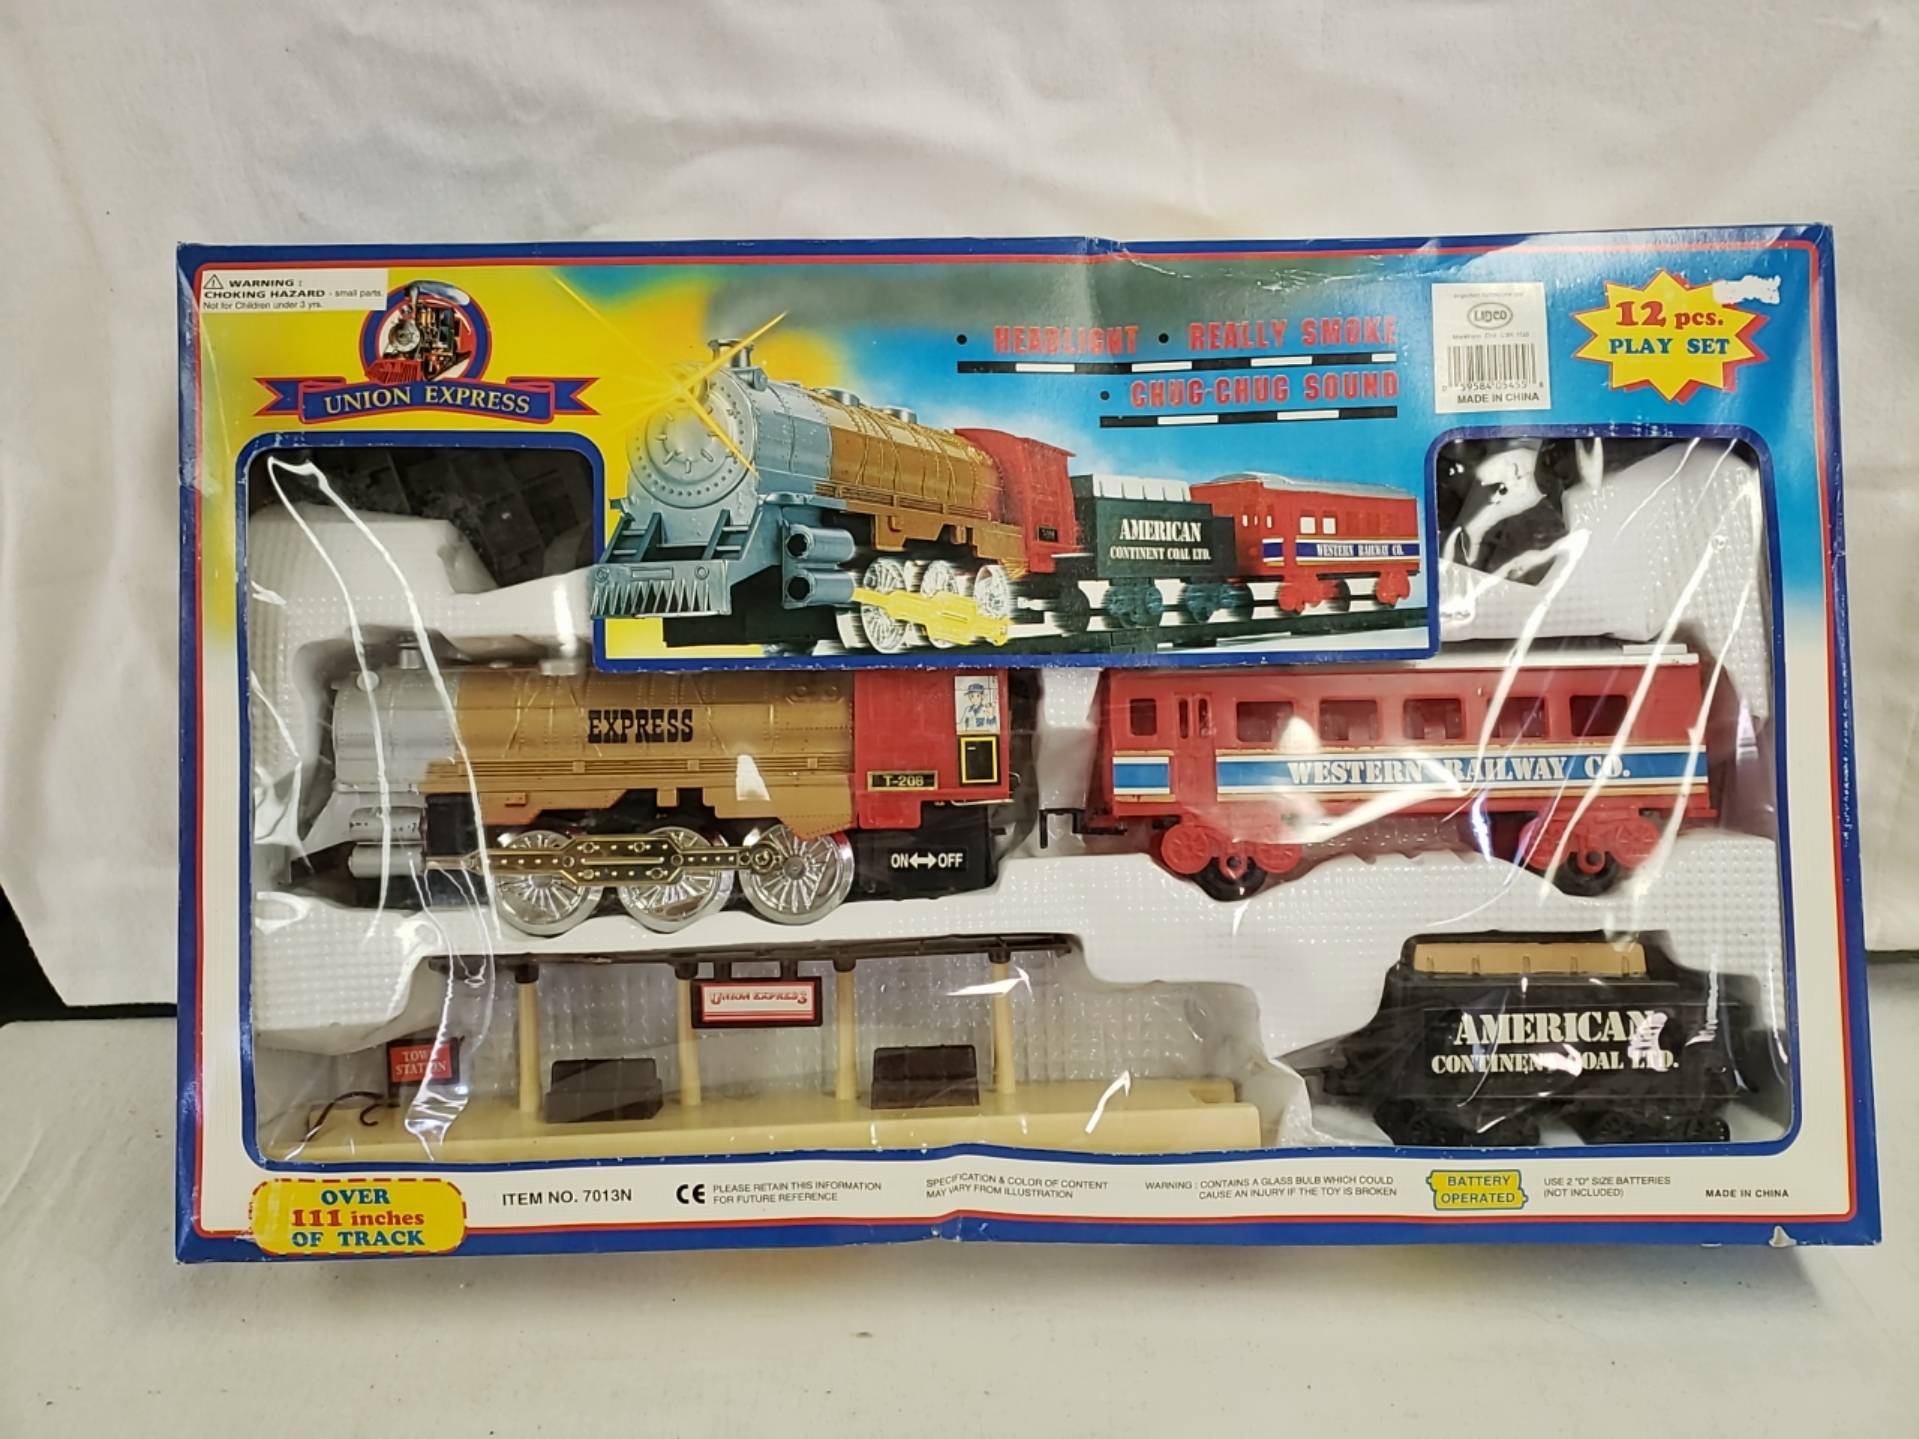 WARNING :
CHOKING HAZARD - small parts.
Not for Children under 3 yrs.
UNION EXPRESS
• HEADLIGHT • REALLY SMOKE
• CHUG-CHUG SOUND
LIDCO
MADE IN CHINA
12 pcs.
PLAY SET
AMERICAN
CONTINENT COAL LTD.
WESTERN RAILWAY CO.
EXPRESS
T-208
ON↔OFF
WESTERN RAILWAY CO.
UNION EXPRESS
TOWN
STATION
AMERICAN
CONTINENT COAL LTD.
OVER
111 inches
OF TRACK
ITEM NO. 7013N
CE PLEASE RETAIN THIS INFORMATION
FOR FUTURE REFERENCE
SPECIFICATION & COLOR OF CONTENT
MAY VARY FROM ILLUSTRATION
WARNING : CONTAINS A GLASS BULB WHICH COULD
CAUSE AN INJURY IF THE TOY IS BROKEN
BATTERY
OPERATED
USE 2 "D" SIZE BATTERIES
(NOT INCLUDED)
MADE IN CHINA